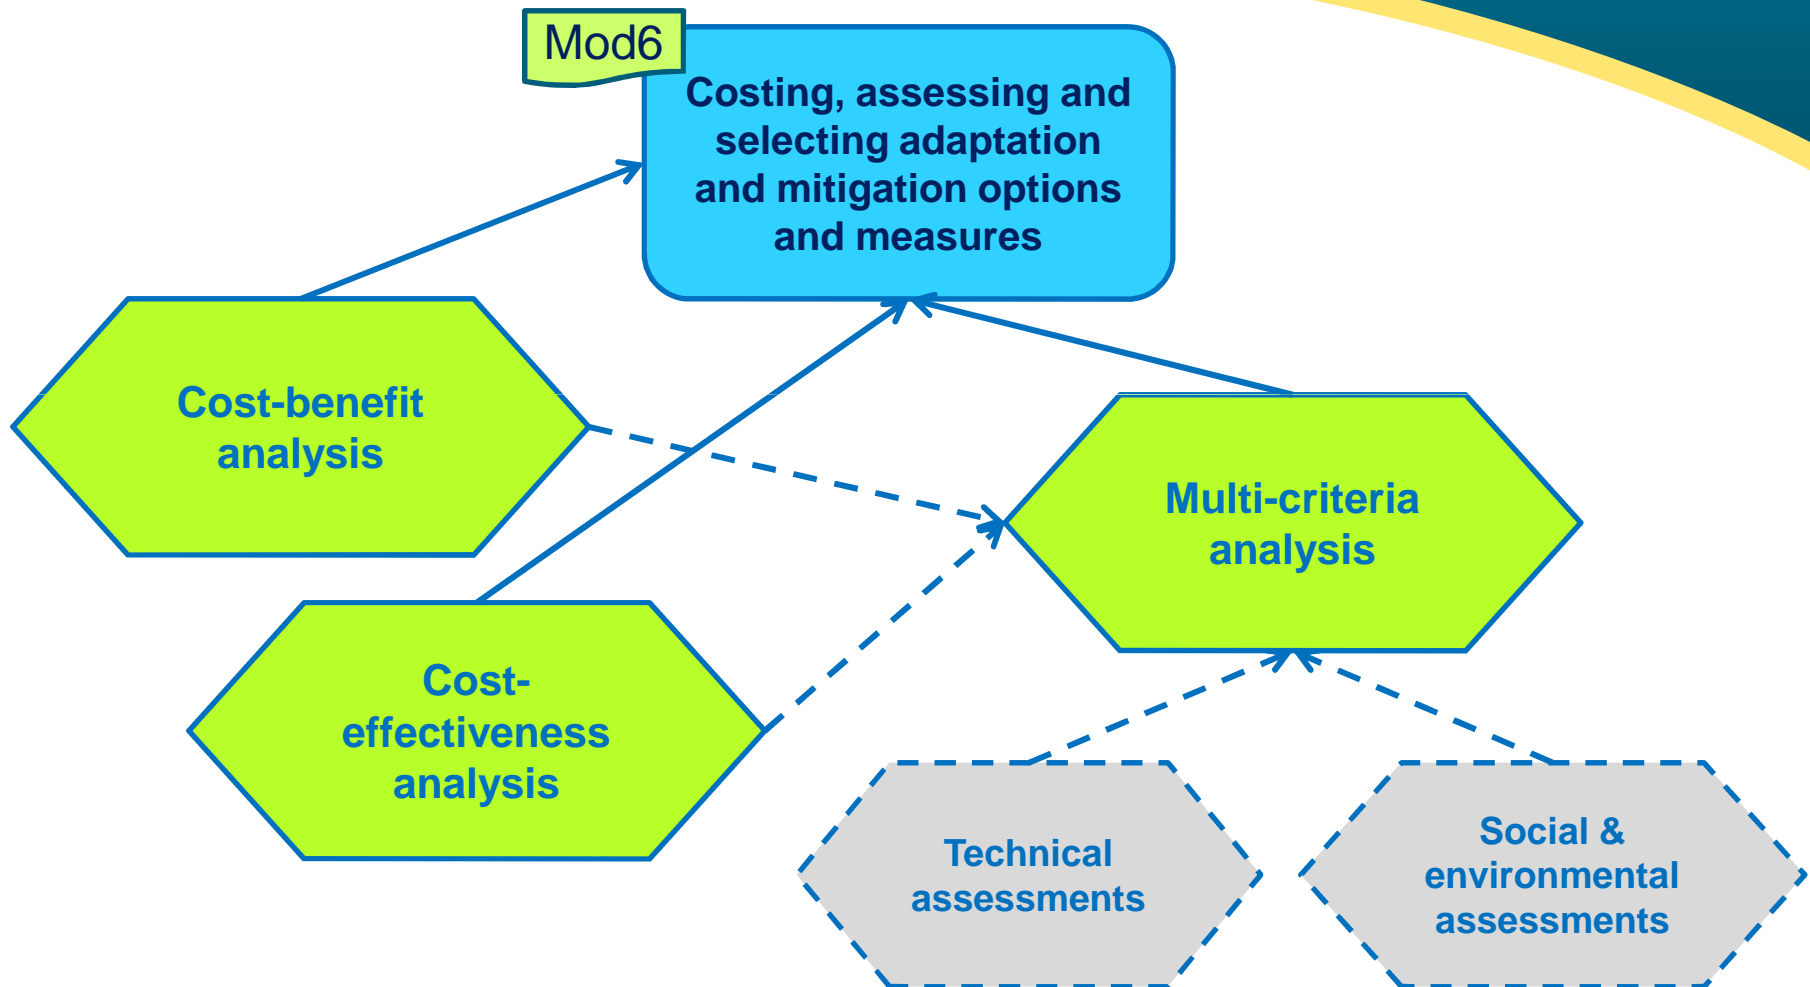 Mod6
Costing, assessing and
selecting adaptation
and mitigation options
and measures
Cost-benefit
analysis
Multi-criteria
analysis
Cost-
effectiveness
analysis
Technical
assessments
Social &
environmental
assessments